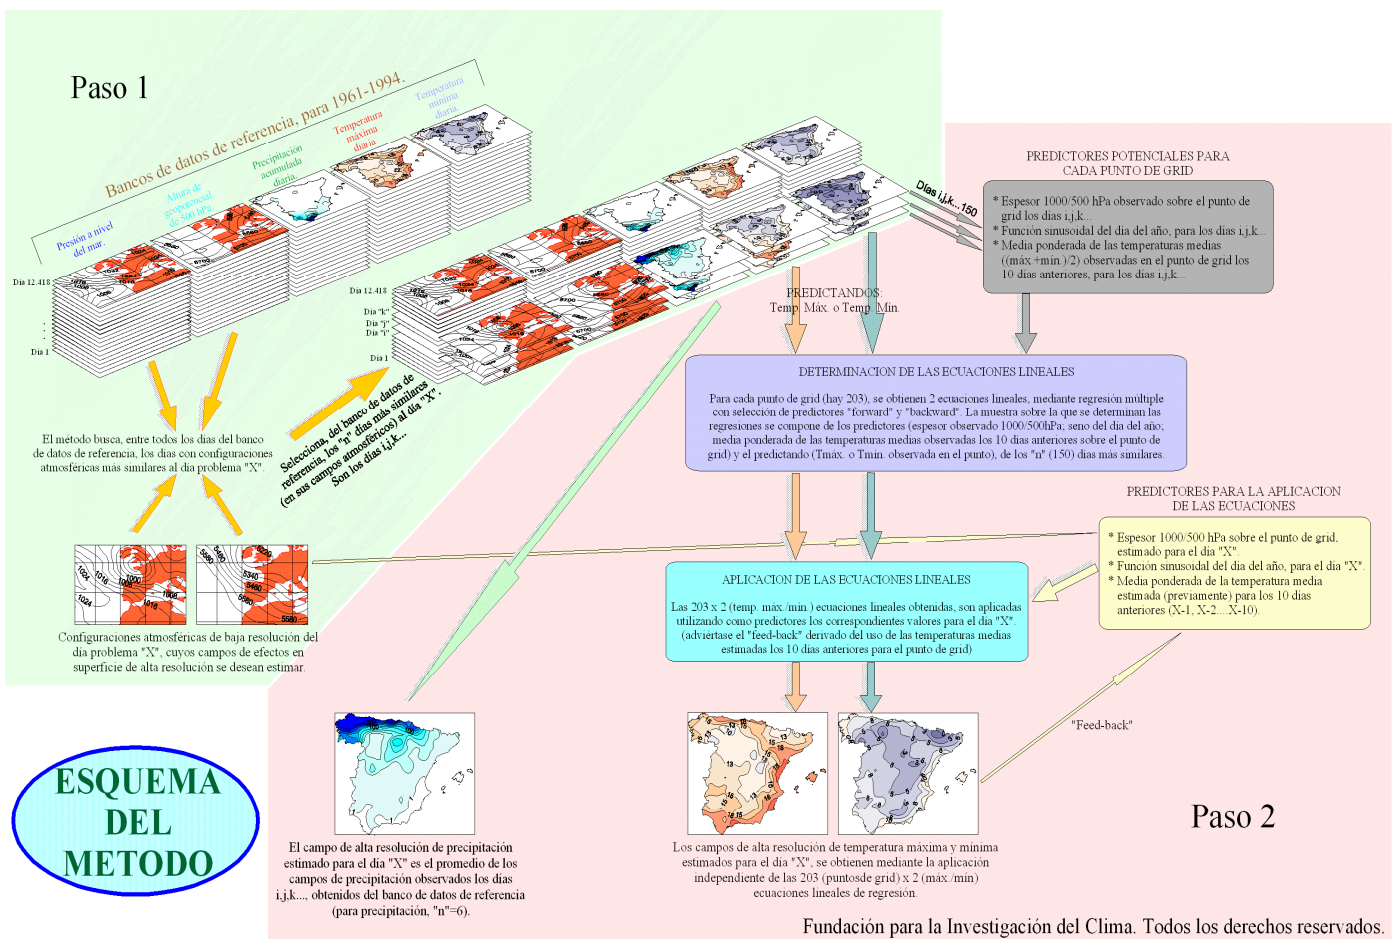 Paso 1
Bancos de datos de referencia, para 1961-1994.
Presión a nivel
del mar.
Altura de
geopotencial
de 500 hPa.
Precipitación
acumulada
diaria.
Temperatura
máxima
diaria
Temperatura
mínima
diaria.
Día 12.418
Día 1
Día 12.418
Día "k"
Día "j"
Día "i"
Día 1
El método busca, entre todos los días del banco
de datos de referencia, los días con configuraciones
atmosféricas más similares al día problema "X".
Selecciona, del banco de datos de
referencia, los "n" días más similares
(en sus campos atmosféricos) al día "X".
Son los días i,j,k...
Configuraciones atmosféricas de baja resolución del
día problema "X", cuyos campos de efectos en
superficie de alta resolución se desean estimar.
Días i,j,k...150
PREDICTORES POTENCIALES PARA
CADA PUNTO DE GRID
* Espesor 1000/500 hPa observado sobre el punto de
grid los días i,j,k...
* Función sinusoidal del día del año, para los días i,j,k...
* Media ponderada de las temperaturas medias
((máx.+mín.)/2) observadas en el punto de grid los
10 días anteriores, para los días i,j,k...
PREDICTANDOS:
Temp. Máx. o Temp. Mín.
DETERMINACION DE LAS ECUACIONES LINEALES
Para cada punto de grid (hay 203), se obtienen 2 ecuaciones lineales, mediante regresión múltiple
con selección de predictores "forward" y "backward". La muestra sobre la que se determinan las
regresiones se compone de los predictores (espesor observado 1000/500hPa; seno del día del año;
media ponderada de las temperaturas medias observadas los 10 días anteriores sobre el punto de
grid) y el predictando (Tmáx. o Tmin. observada en el punto), de los "n" (150) días más similares.
PREDICTORES PARA LA APLICACION
DE LAS ECUACIONES
* Espesor 1000/500 hPa sobre el punto de grid,
estimado para el día "X".
* Función sinusoidal del día del año, para el día "X".
* Media ponderada de la temperatura media
estimada (previamente) para los 10 días
anteriores (X-1, X-2....X-10).
APLICACION DE LAS ECUACIONES LINEALES
Las 203 x 2 (temp. máx./min.) ecuaciones lineales obtenidas, son aplicadas
utilizando como predictores los correspondientes valores para el día "X".
(adviértase el "feed-back" derivado del uso de las temperaturas medias
estimadas los 10 días anteriores para el punto de grid)
"Feed-back"
ESQUEMA
DEL
METODO
El campo de alta resolución de precipitación
estimado para el día "X" es el promedio de los
campos de precipitación observados los días
i,j,k..., obtenidos del banco de datos de referencia
(para precipitación, "n"=6).
Los campos de alta resolución de temperatura máxima y mínima
estimados para el día "X", se obtienen mediante la aplicación
independiente de las 203 (puntosde grid) x 2 (máx./mín)
ecuaciones lineales de regresión.
Paso 2
Fundación para la Investigación del Clima. Todos los derechos reservados.